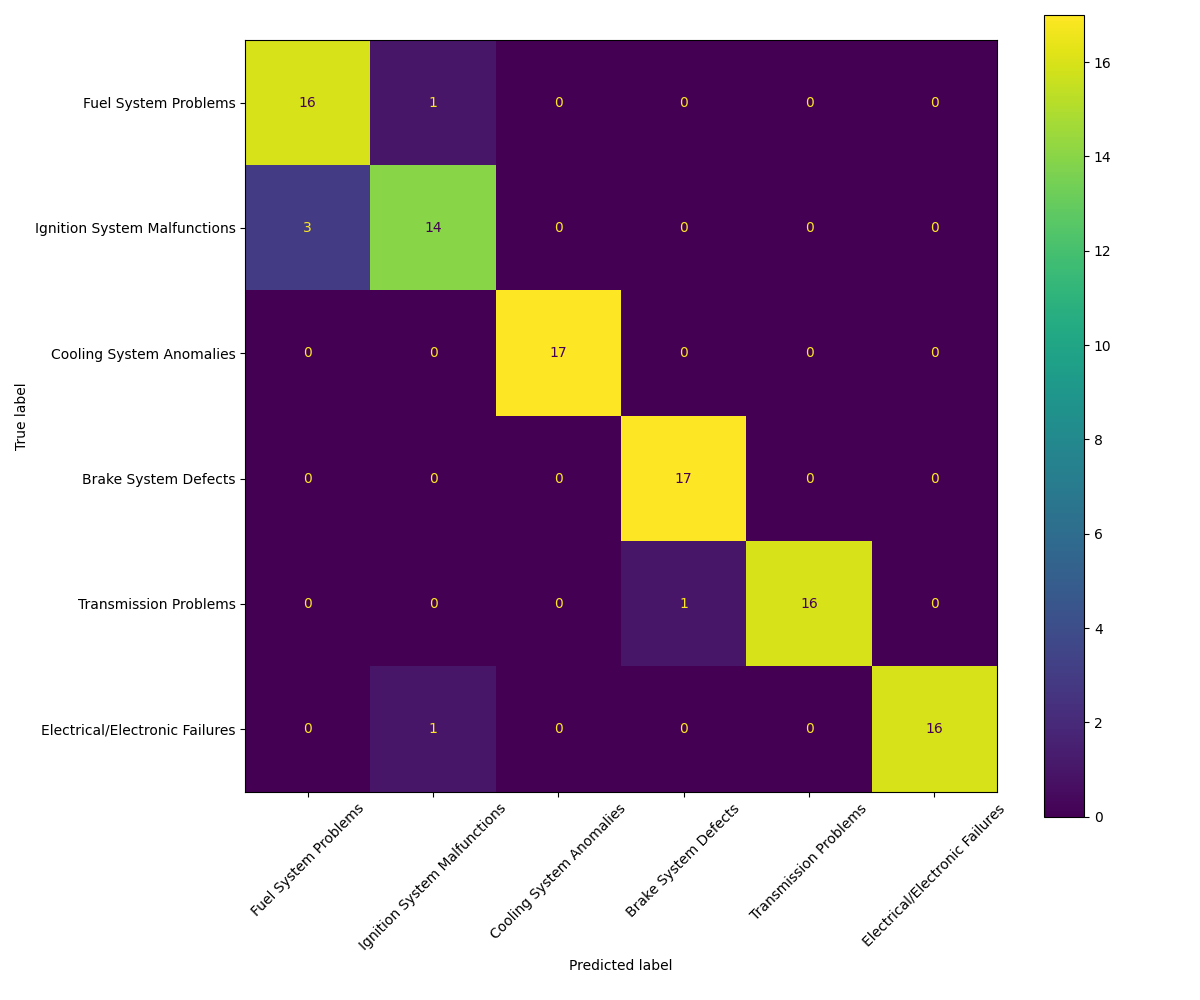 Fuel System Problems 16 1 0 0 0 0
Ignition System Malfunctions 3 14 0 0 0 0
Cooling System Anomalies 0 0 17 0 0 0
Brake System Defects 0 0 0 17 0 0
Transmission Problems 0 0 0 1 16 0
Electrical/Electronic Failures 0 1 0 0 0 16
True label
Fuel System Problems
Ignition System Malfunctions
Cooling System Anomalies
Brake System Defects
Transmission Problems
Electrical/Electronic Failures
Predicted label
16
14
12
10
8
6
4
2
0